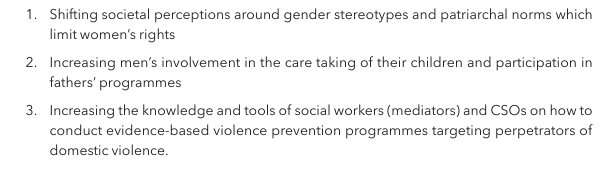 1. Shifting societal perceptions around gender stereotypes and patriarchal norms which
limit women's rights
2. Increasing men's involvement in the care taking of their children and participation in
fathers' programmes
3. Increasing the knowledge and tools of social workers (mediators) and CSOs on how to
conduct evidence-based violence prevention programmes targeting perpetrators of
domestic violence.